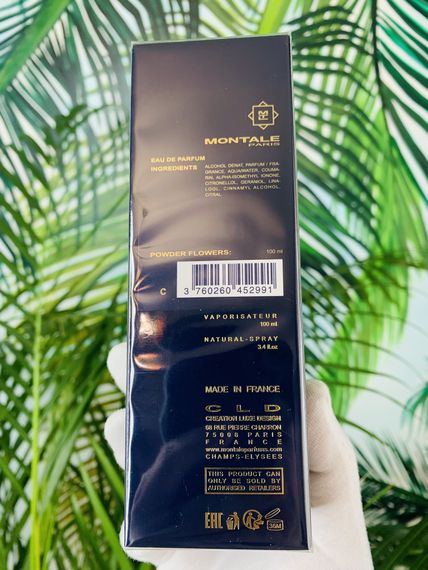 MONTALE
PARIS
EAU DE PARFUM
INGREDIENTS
ALCOHOL DENAT, PARFUM / FRA-
GRANCE, AQUA/WATER, COUMA-
RIN, ALPHA-ISOMETHYL IONONE,
CITRONELLOL, GERANIOL, LINA-
LOOL, CINNAMYL ALCOHOL,
CITRAL.
POWDER FLOWERS: 100 ml
C 3 760260 452991
VAPORISATEUR
100 ml
NATURAL-SPRAY
3.4 fl.oz
MADE IN FRANCE
C L D
CREATION LUXE DESIGN
68 RUE PIERRE CHARRON
75008 PARIS
FRANCE
www.montaleparfums.com
CHAMPS-ELYSEES
THIS PRODUCT CAN
ONLY BE SOLD BY
AUTHORISED RETAILERS
EAC
36M